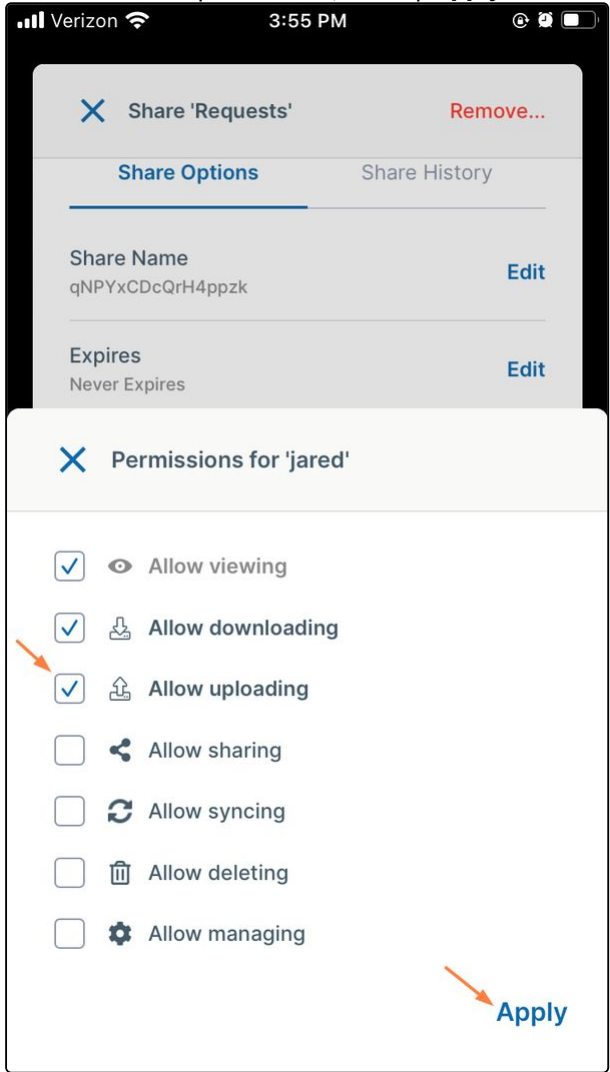 Verizon 3:55 PM
Share 'Requests' Remove...
Share Options Share History
Share Name
qNPYxCDcQrH4ppzk
Edit
Expires
Never Expires
Edit
Permissions for 'jared'
Allow viewing
Allow downloading
Allow uploading
Allow sharing
Allow syncing
Allow deleting
Allow managing
Apply